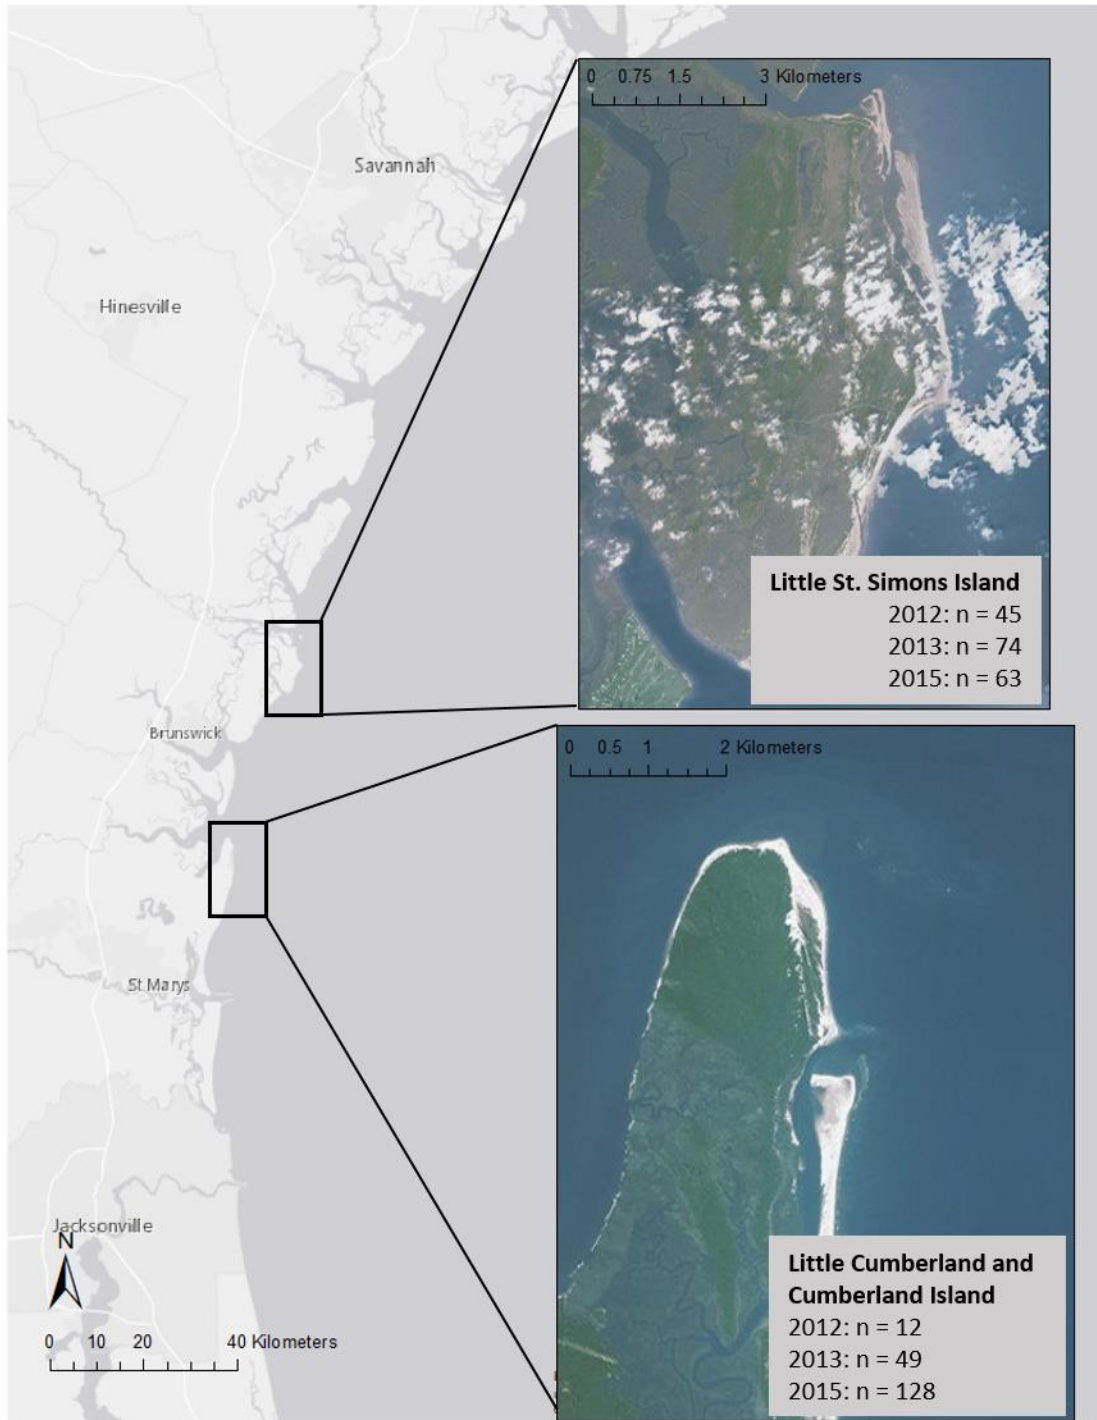 0 0.75 1.5 3 Kilometers
Savannah
Hinesville
Little St. Simons Island
2012: n = 45
2013: n = 74
2015: n = 63
Brunswick
0 0.5 1 2 Kilometers
St Marys
Jacksonville
N
0 10 20 40 Kilometers
Little Cumberland and
Cumberland Island
2012: n = 12
2013: n = 49
2015: n = 128